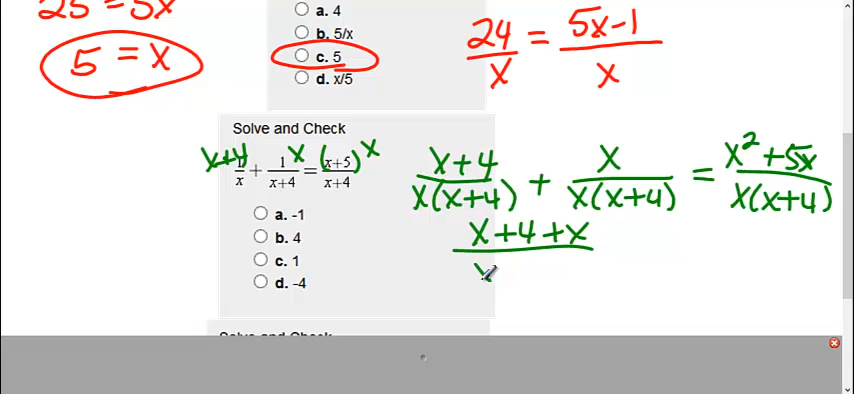 25 = 5x
5 = x
a. 4
b. 5/x
c. 5
d. x/5
24/x = 5x-1/x
Solve and Check
x+4 x ( ) x
1/x + 1/x+4 = x+5/x+4
a. -1
b. 4
c. 1
d. -4
x+4/x(x+4) + x/x(x+4) = x²+5x/x(x+4)
x+4+x/x